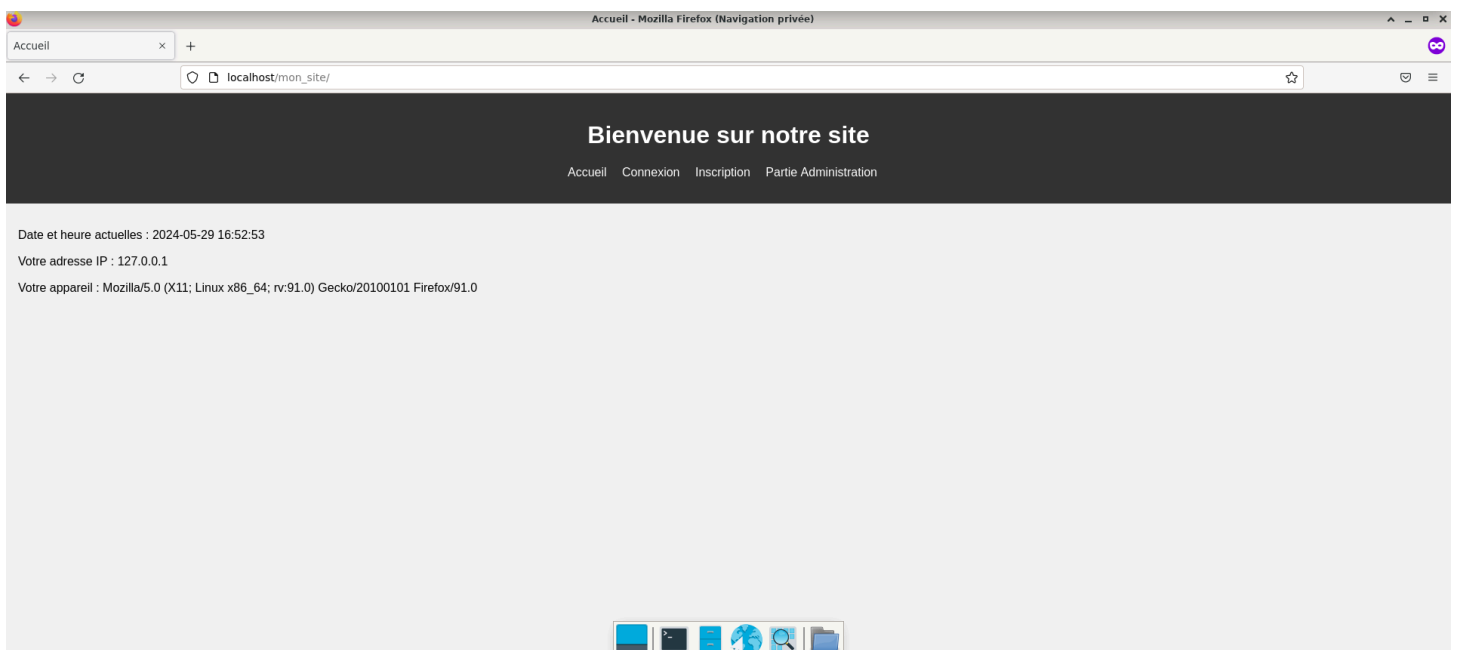 Accueil - Mozilla Firefox (Navigation privée)
Accueil
localhost/mon_site/
Bienvenue sur notre site
Accueil Connexion Inscription Partie Administration
Date et heure actuelles : 2024-05-29 16:52:53
Votre adresse IP : 127.0.0.1
Votre appareil : Mozilla/5.0 (X11; Linux x86_64; rv:91.0) Gecko/20100101 Firefox/91.0